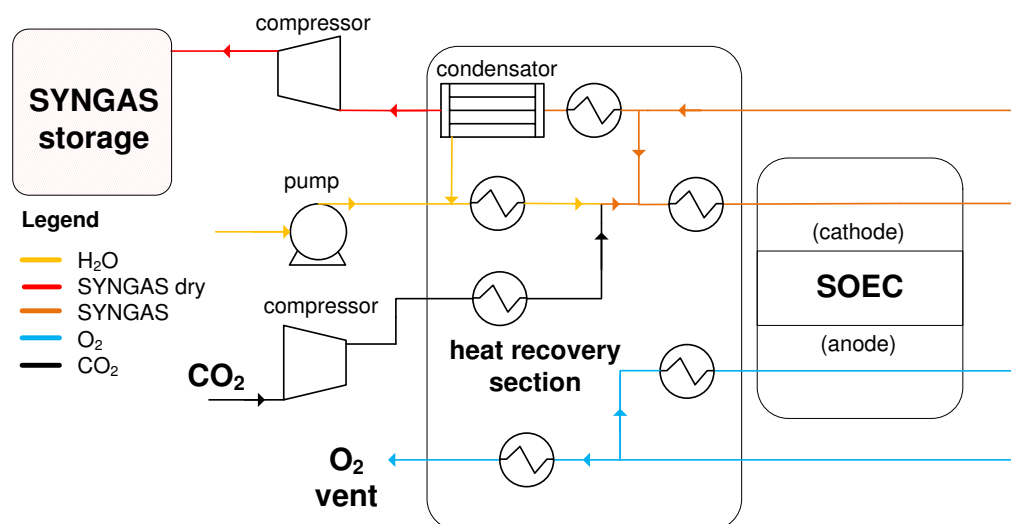 compressor
condensator
SYNGAS
storage
pump
Legend
H₂O
SYNGAS dry
SYNGAS
O₂
CO₂
compressor
CO₂
heat recovery
section
(cathode)
SOEC
(anode)
O₂
vent